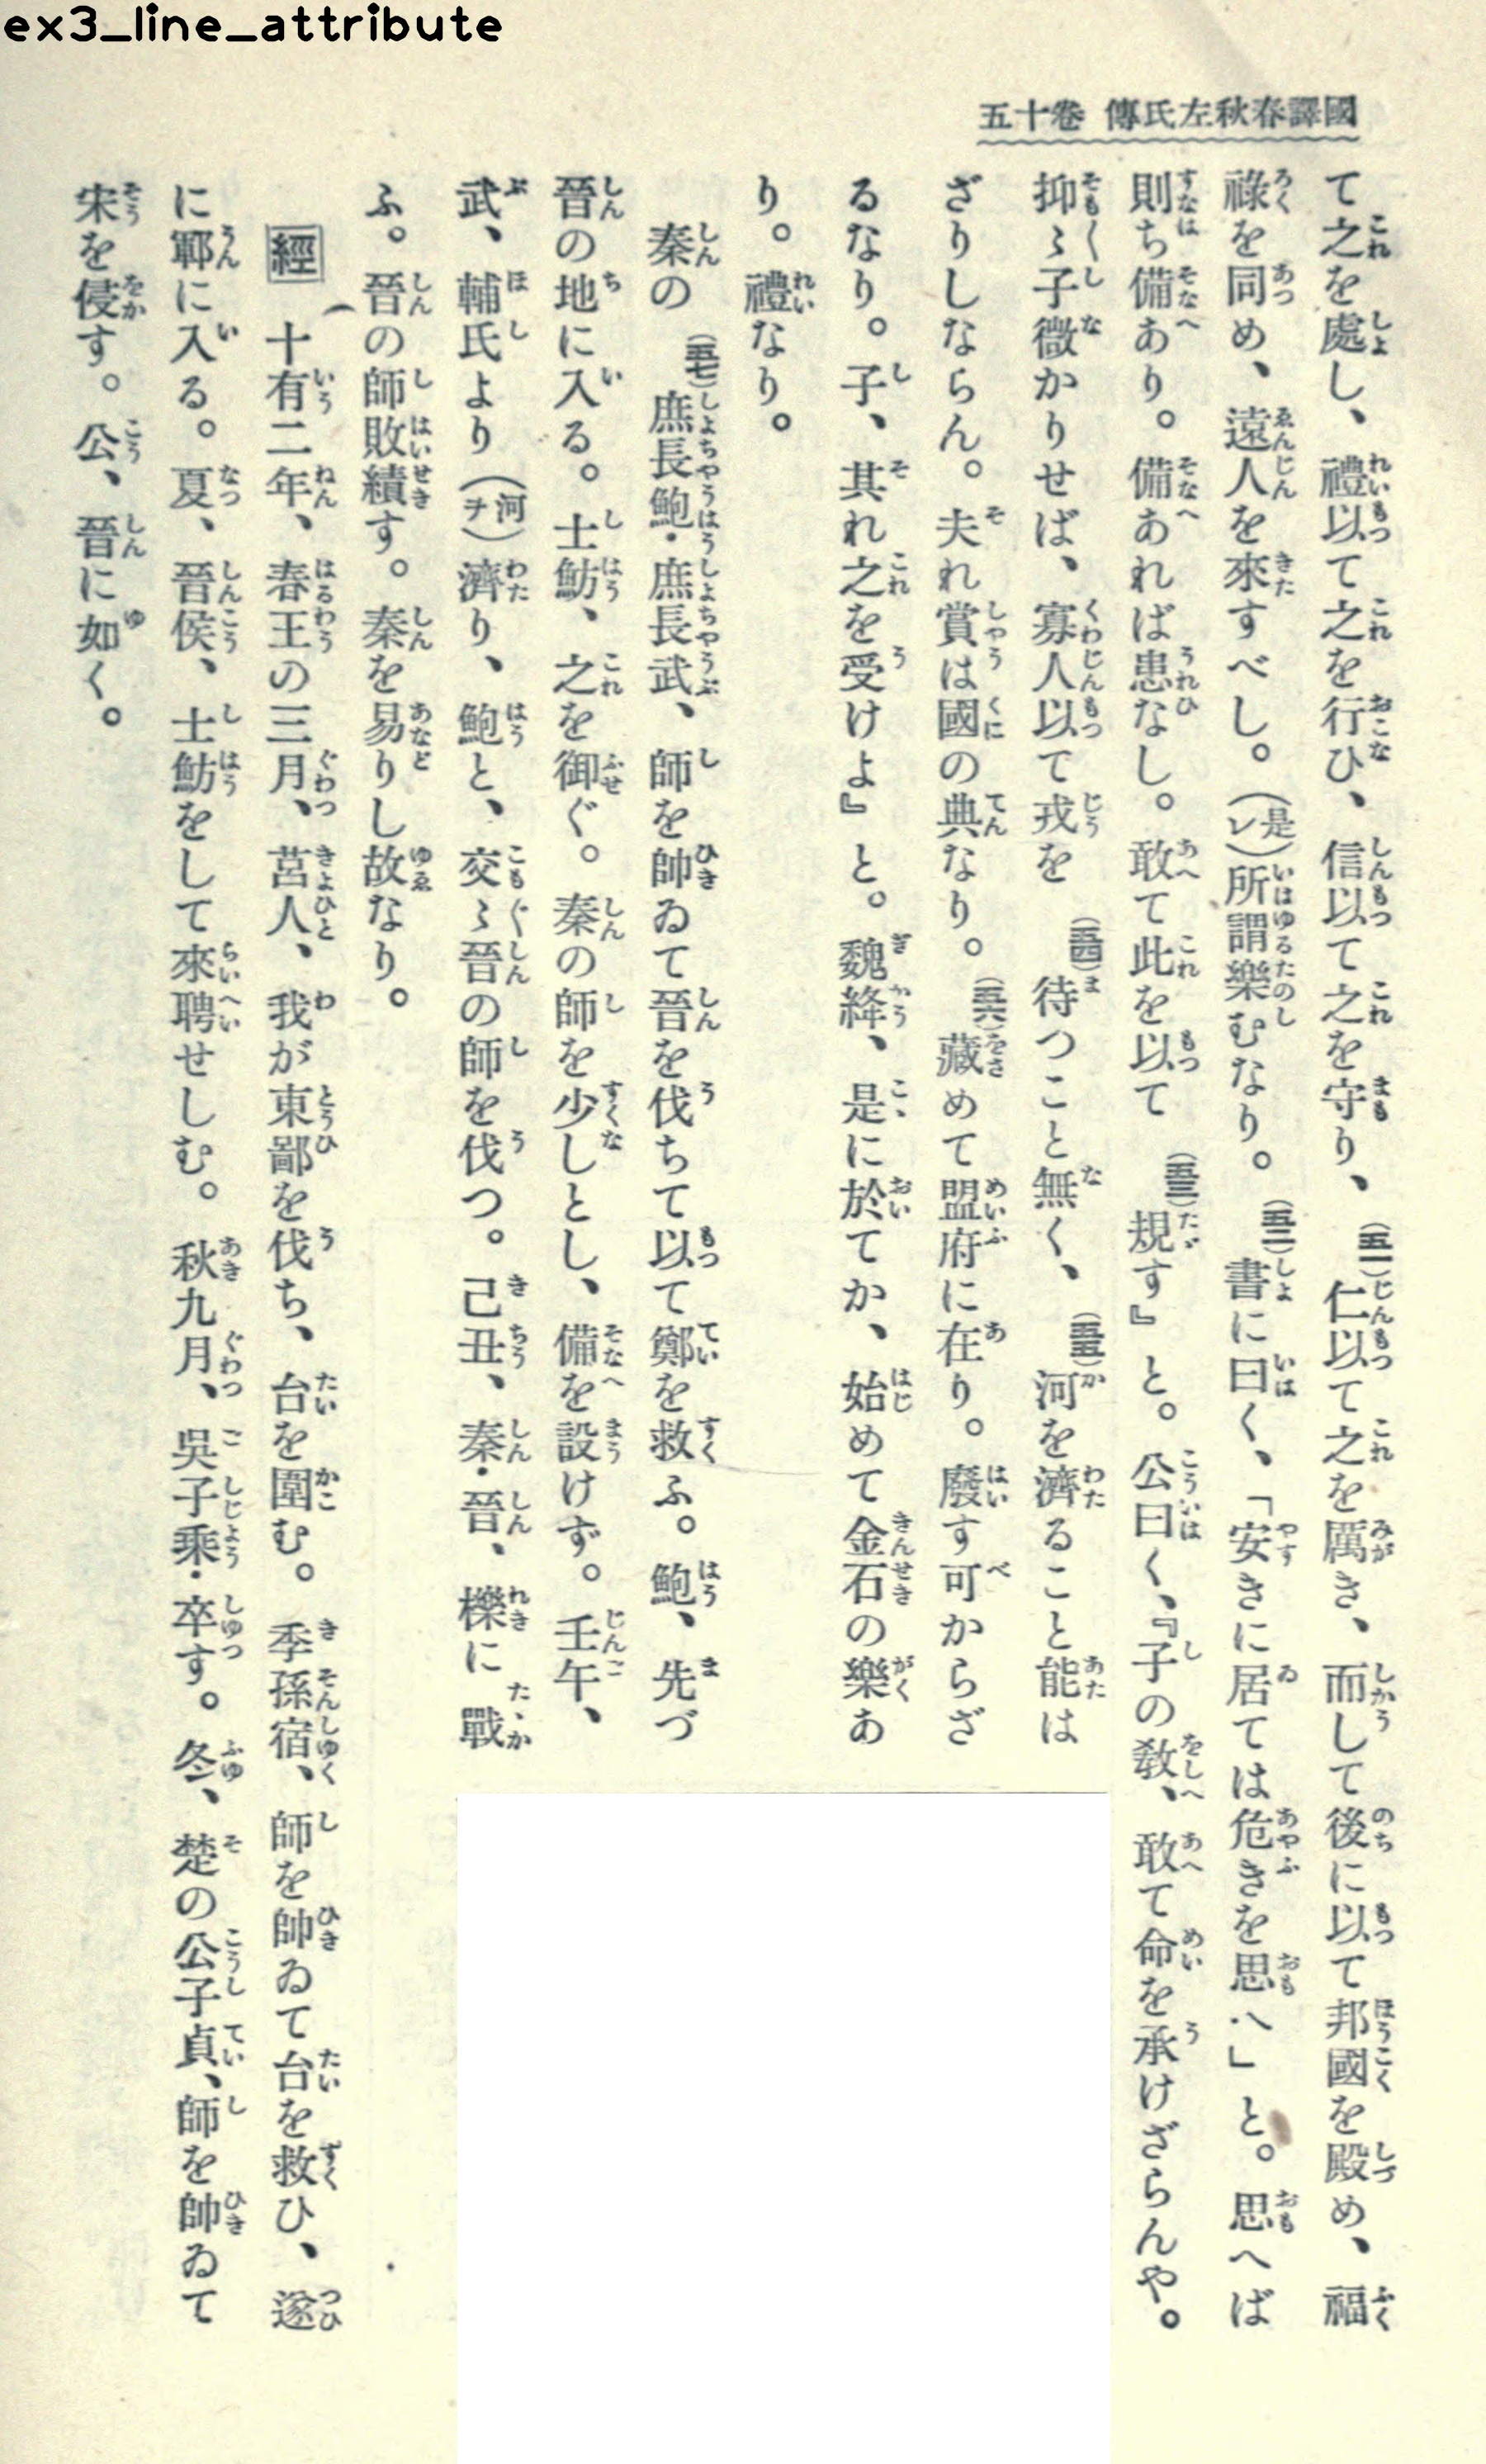 ex3_line_attribute
國譯春秋左氏傳 卷十五
て之を處し、禮以て之を行ひ、信以て之を守り、(五一)仁以て之を厲き、而して後に以て邦國を殿め、福
祿を同め、遠人を來すべし。(是レ)所謂樂むなり。(五二)書に曰く、「安きに居ては危きを思へ」と。思へば
則ち備あり。備あれば患なし。敢て此を以て(五三)規す』と。公曰く、『子の敎、敢て命を承けざらんや。
抑〻子微かりせば、寡人以て戎を(五四)待つこと無く、(五五)河を濟ること能は
ざりしならん。夫れ賞は國の典なり。(五六)藏めて盟府に在り。廢す可からざ
るなり。子、其れ之を受けよ』と。魏絳、是に於てか、始めて金石の樂あ
り。禮なり。
秦の(五七)庶長鮑・庶長武、師を帥ゐて晉を伐ちて以て鄭を救ふ。鮑、先づ
晉の地に入る。士魴、之を御ぐ。秦の師を少しとし、備を設けず。壬午、
武、輔氏より(河ヲ)濟り、鮑と、交〻晉の師を伐つ。己丑、秦・晉、櫟に戰
ふ。晉の師敗績す。秦を易りし故なり。
經 十有二年、春王の三月、莒人、我が東鄙を伐ち、台を圍む。季孫宿、師を帥ゐて台を救ひ、遂
に鄆に入る。夏、晉侯、士魴をして來聘せしむ。秋九月、吳子乘・卒す。冬、楚の公子貞、師を帥ゐて
宋を侵す。公、晉に如く。